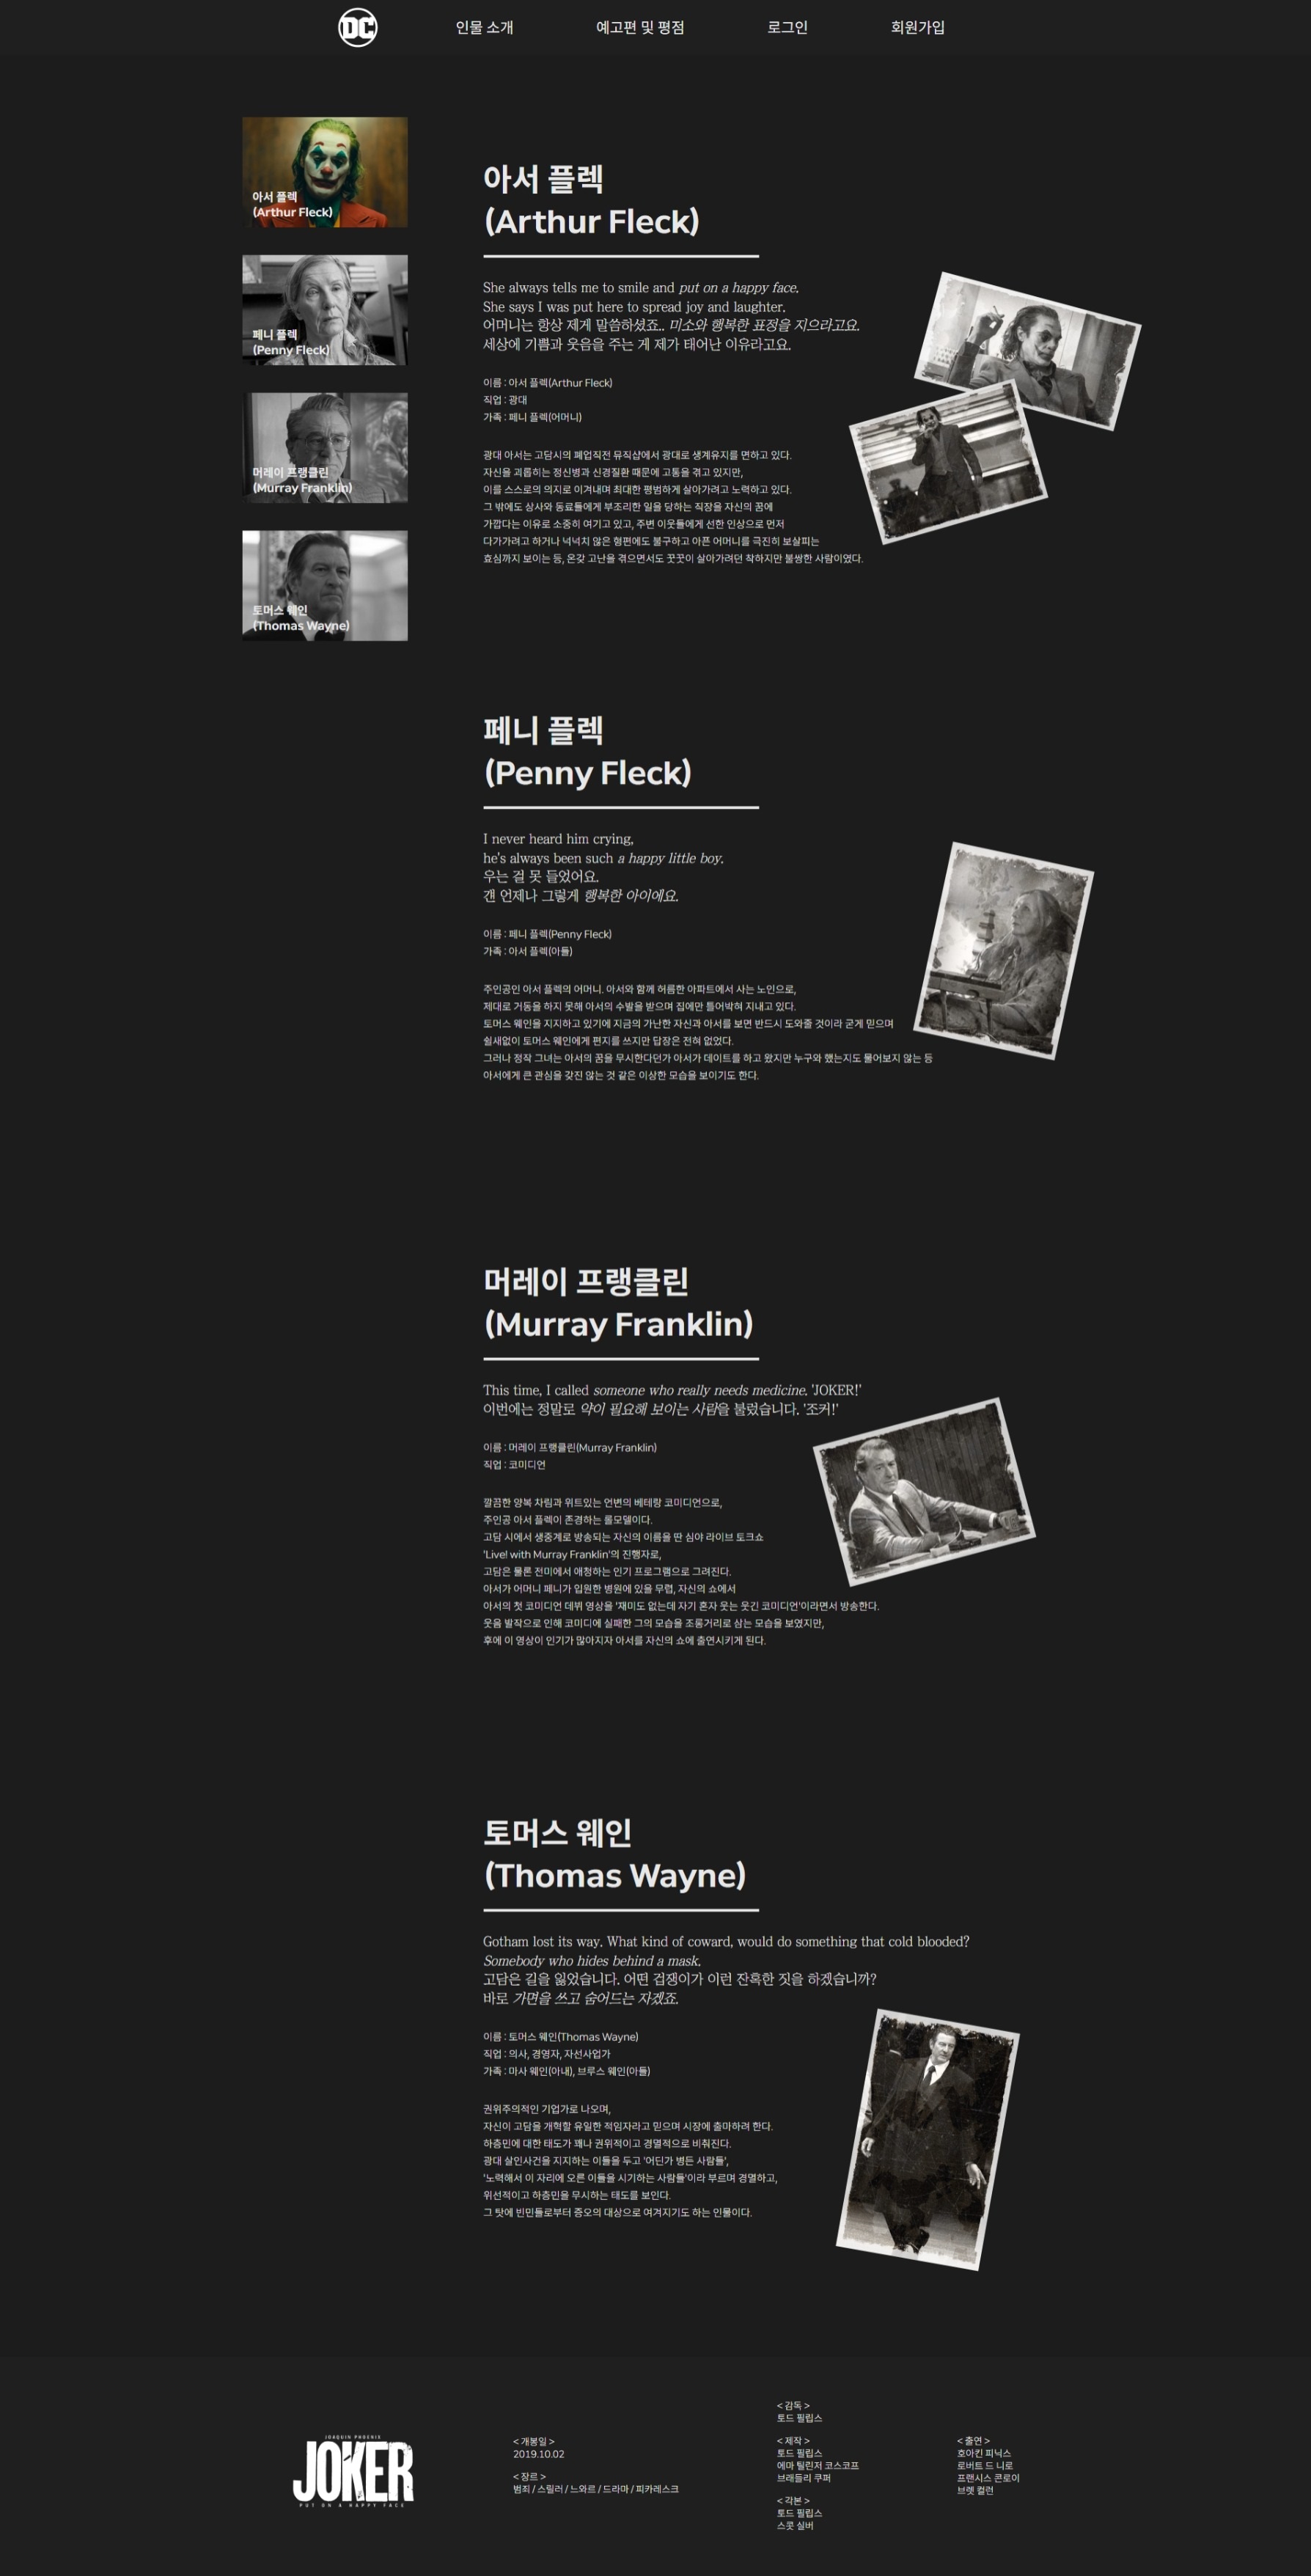 DC
인물 소개
예고편 및 평점
로그인
회원가입
아서 플렉
(Arthur Fleck)
페니 플렉
(Penny Fleck)
머레이 프랭클린
(Murray Franklin)
토머스 웨인
(Thomas Wayne)
아서 플렉
(Arthur Fleck)
She always tells me to smile and put on a happy face.
She says I was put here to spread joy and laughter.
어머니는 항상 제게 말씀하셨죠.. 미소와 행복한 표정을 지으라고요.
세상에 기쁨과 웃음을 주는 게 제가 태어난 이유라고요.
이름 : 아서 플렉(Arthur Fleck)
직업 : 광대
가족 : 페니 플렉(어머니)
광대 아서는 고담시의 폐업직전 뮤직샵에서 광대로 생계유지를 면하고 있다.
자신을 괴롭히는 정신병과 신경질환 때문에 고통을 겪고 있지만,
이를 스스로의 의지로 이겨내며 최대한 평범하게 살아가려고 노력하고 있다.
그 밖에도 상사와 동료들에게 부조리한 일을 당하는 직장을 자신의 꿈에
가깝다는 이유로 소중히 여기고 있고, 주변 이웃들에게 선한 인상으로 먼저
다가가려고 하거나 넉넉치 않은 형편에도 불구하고 아픈 어머니를 극진히 보살피는
효심까지 보이는 등, 온갖 고난을 겪으면서도 꿋꿋이 살아가려던 착하지만 불쌍한 사람이였다.
페니 플렉
(Penny Fleck)
I never heard him crying,
he's always been such a happy little boy.
우는 걸 못 들었어요.
걘 언제나 그렇게 행복한 아이에요.
이름 : 페니 플렉(Penny Fleck)
가족 : 아서 플렉(아들)
주인공인 아서 플렉의 어머니. 아서와 함께 허름한 아파트에서 사는 노인으로,
제대로 거동을 하지 못해 아서의 수발을 받으며 집에만 틀어박혀 지내고 있다.
토머스 웨인을 지지하고 있기에 지금의 가난한 자신과 아서를 보면 반드시 도와줄 것이라 굳게 믿으며
쉴새없이 토머스 웨인에게 편지를 쓰지만 답장은 전혀 없었다.
그러나 정작 그녀는 아서의 꿈을 무시한다던가 아서가 데이트를 하고 왔지만 누구와 했는지도 물어보지 않는 등
아서에게 큰 관심을 갖진 않는 것 같은 이상한 모습을 보이기도 한다.
머레이 프랭클린
(Murray Franklin)
This time, I called someone who really needs medicine. 'JOKER!'
이번에는 정말로 약이 필요해 보이는 사람을 불렀습니다. '조커!'
이름 : 머레이 프랭클린(Murray Franklin)
직업 : 코미디언
깔끔한 양복 차림과 위트있는 언변의 베테랑 코미디언으로,
주인공 아서 플렉이 존경하는 롤모델이다.
고담 시에서 생중계로 방송되는 자신의 이름을 딴 심야 라이브 토크쇼
'Live! with Murray Franklin'의 진행자로,
고담은 물론 전미에서 애청하는 인기 프로그램으로 그려진다.
아서가 어머니 페니가 입원한 병원에 있을 무렵, 자신의 쇼에서
아서의 첫 코미디언 데뷔 영상을 '재미도 없는데 자기 혼자 웃는 웃긴 코미디언'이라면서 방송한다.
웃음 발작으로 인해 코미디에 실패한 그의 모습을 조롱거리로 삼는 모습을 보였지만,
후에 이 영상이 인기가 많아지자 아서를 자신의 쇼에 출연시키게 된다.
토머스 웨인
(Thomas Wayne)
Gotham lost its way. What kind of coward, would do something that cold blooded?
Somebody who hides behind a mask.
고담은 길을 잃었습니다. 어떤 겁쟁이가 이런 잔혹한 짓을 하겠습니까?
바로 가면을 쓰고 숨어드는 자겠죠.
이름 : 토머스 웨인(Thomas Wayne)
직업 : 의사, 경영자, 자선사업가
가족 : 마사 웨인(아내), 브루스 웨인(아들)
권위주의적인 기업가로 나오며,
자신이 고담을 개혁할 유일한 적임자라고 믿으며 시장에 출마하려 한다.
하층민에 대한 태도가 꽤나 권위적이고 경멸적으로 비춰진다.
광대 살인사건을 지지하는 이들을 두고 '어딘가 병든 사람들',
'노력해서 이 자리에 오른 이들을 시기하는 사람들'이라 부르며 경멸하고,
위선적이고 하층민을 무시하는 태도를 보인다.
그 탓에 빈민들로부터 증오의 대상으로 여겨지기도 하는 인물이다.
JOAQUIN PHOENIX
JOKER
PUT ON A HAPPY FACE
< 개봉일 >
2019.10.02
< 장르 >
범죄 / 스릴러 / 느와르 / 드라마 / 피카레스크
< 감독 >
토드 필립스
< 제작 >
토드 필립스
에마 틸린저 코스코프
브래들리 쿠퍼
< 각본 >
토드 필립스
스콧 실버
< 출연 >
호아킨 피닉스
로버트 드 니로
프랜시스 콘로이
브렛 컬런